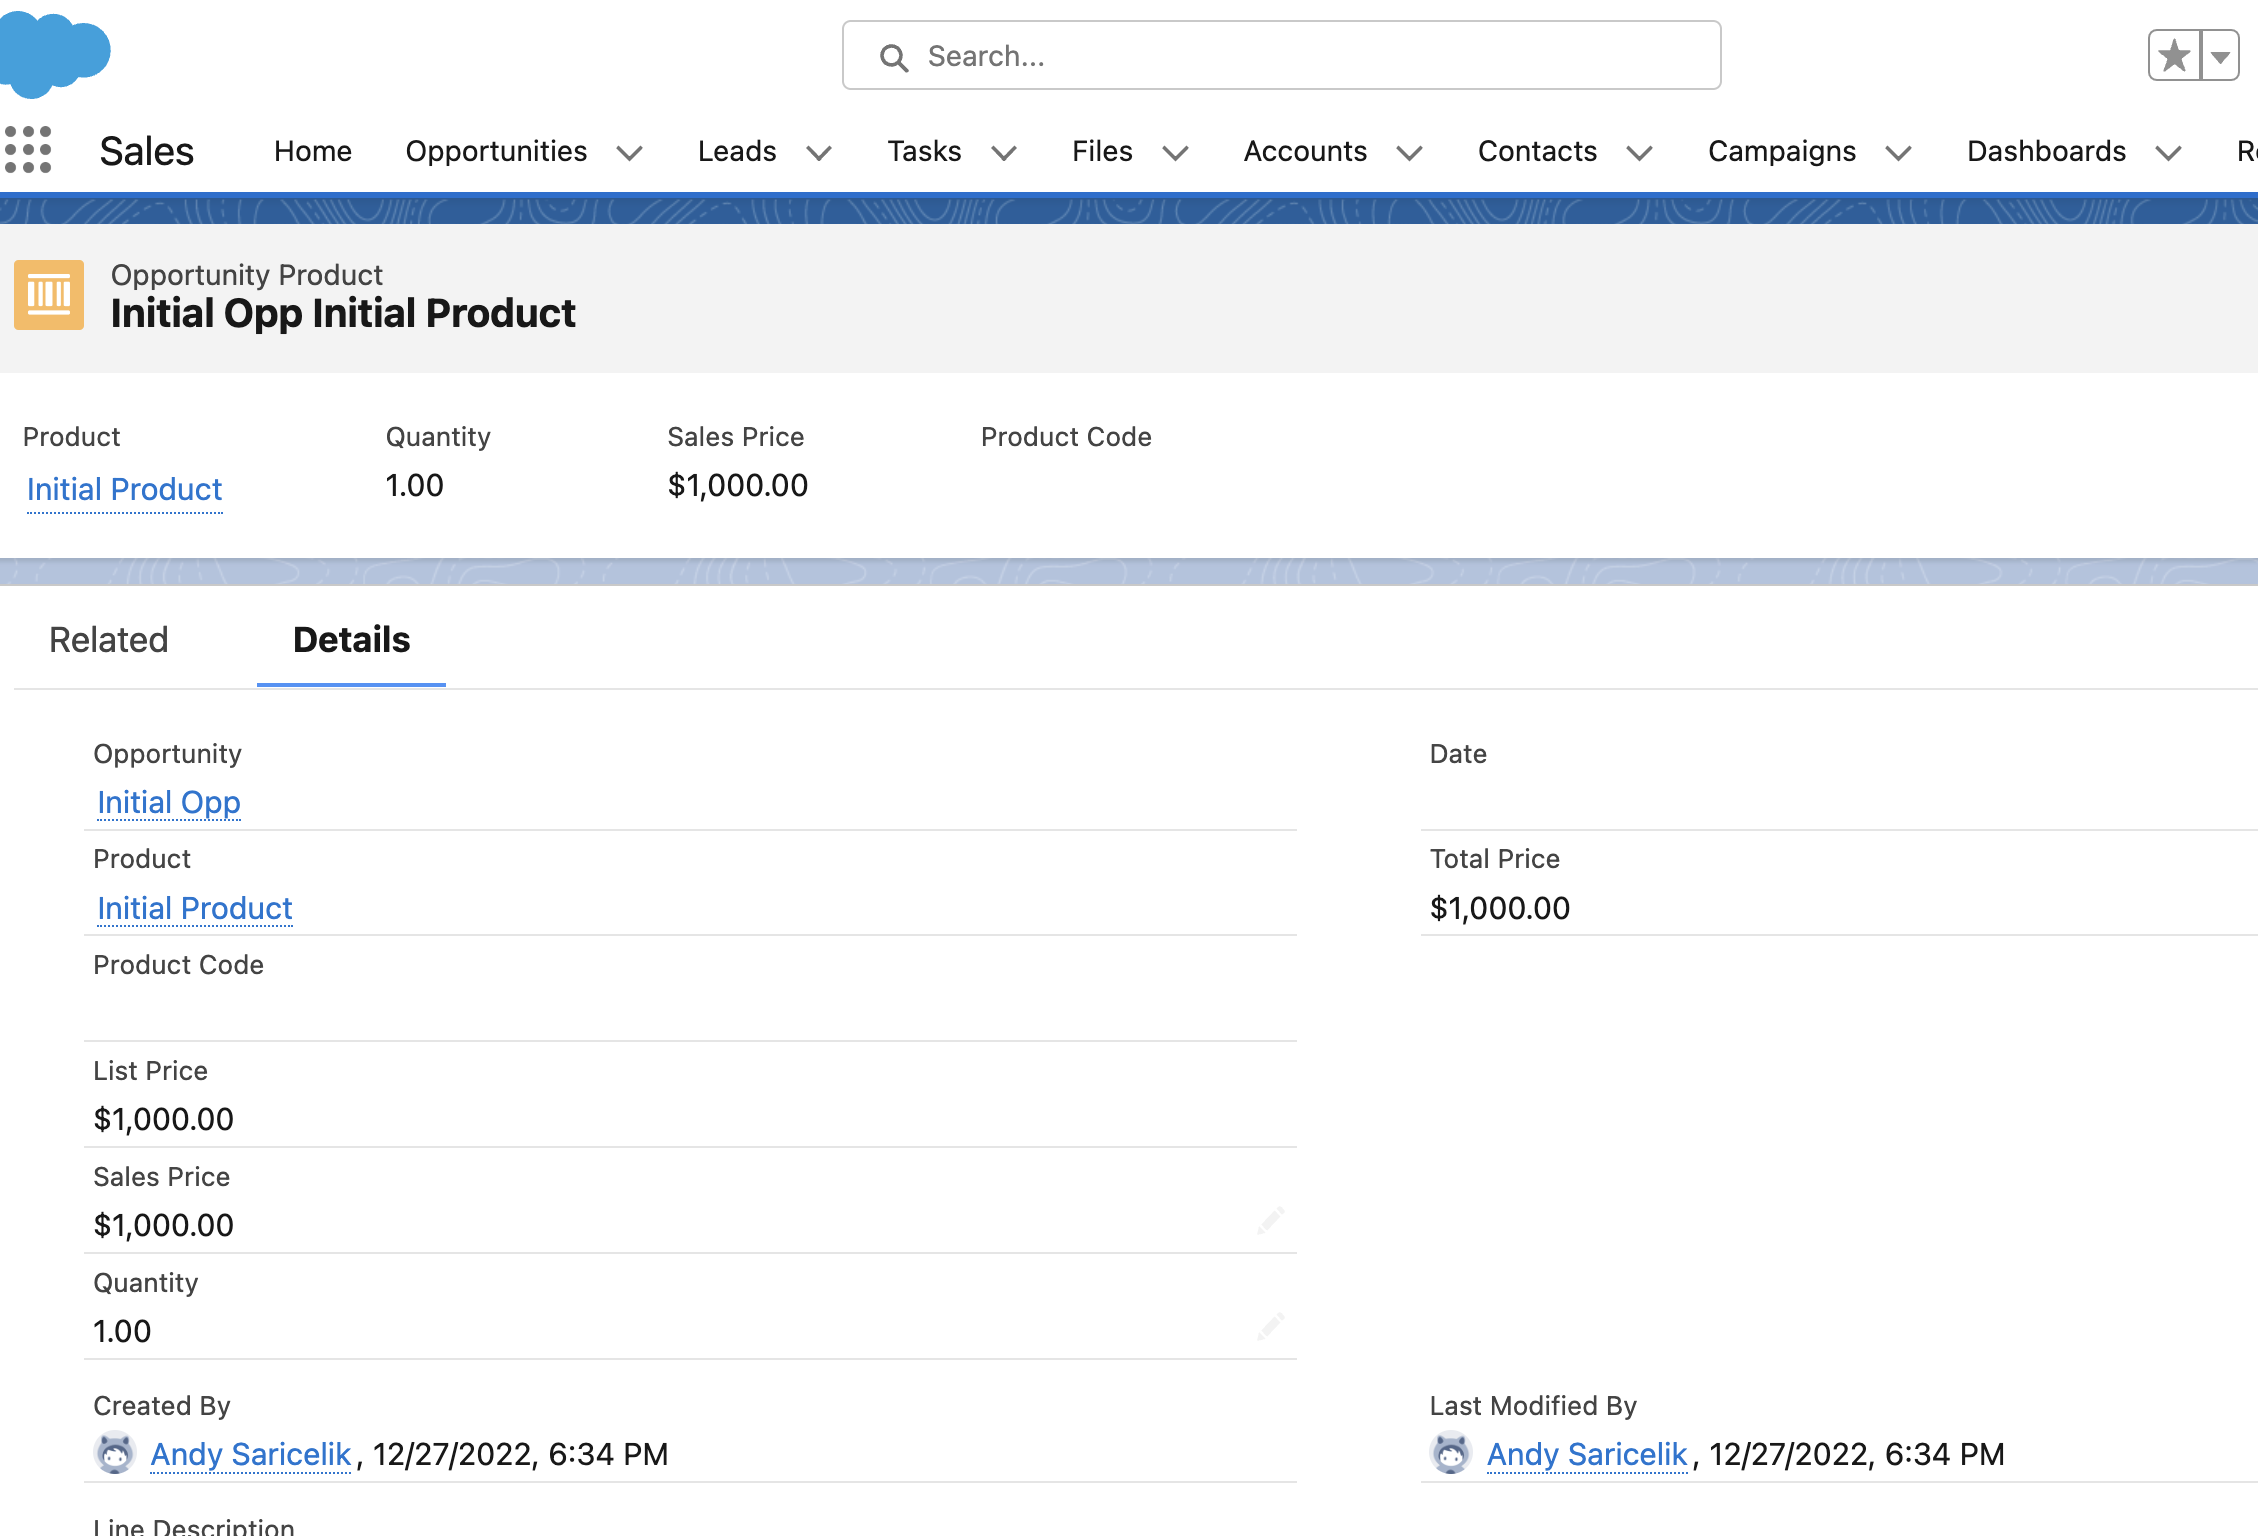 Search...
Sales Home Opportunities Leads Tasks Files Accounts Contacts Campaigns Dashboards
Opportunity Product
Initial Opp Initial Product
Product Quantity Sales Price Product Code
Initial Product 1.00 $1,000.00
Related Details
Opportunity Date
Initial Opp
Product Total Price
Initial Product $1,000.00
Product Code
List Price
$1,000.00
Sales Price
$1,000.00
Quantity
1.00
Created By Last Modified By
Andy Saricelik, 12/27/2022, 6:34 PM Andy Saricelik, 12/27/2022, 6:34 PM
Line Description